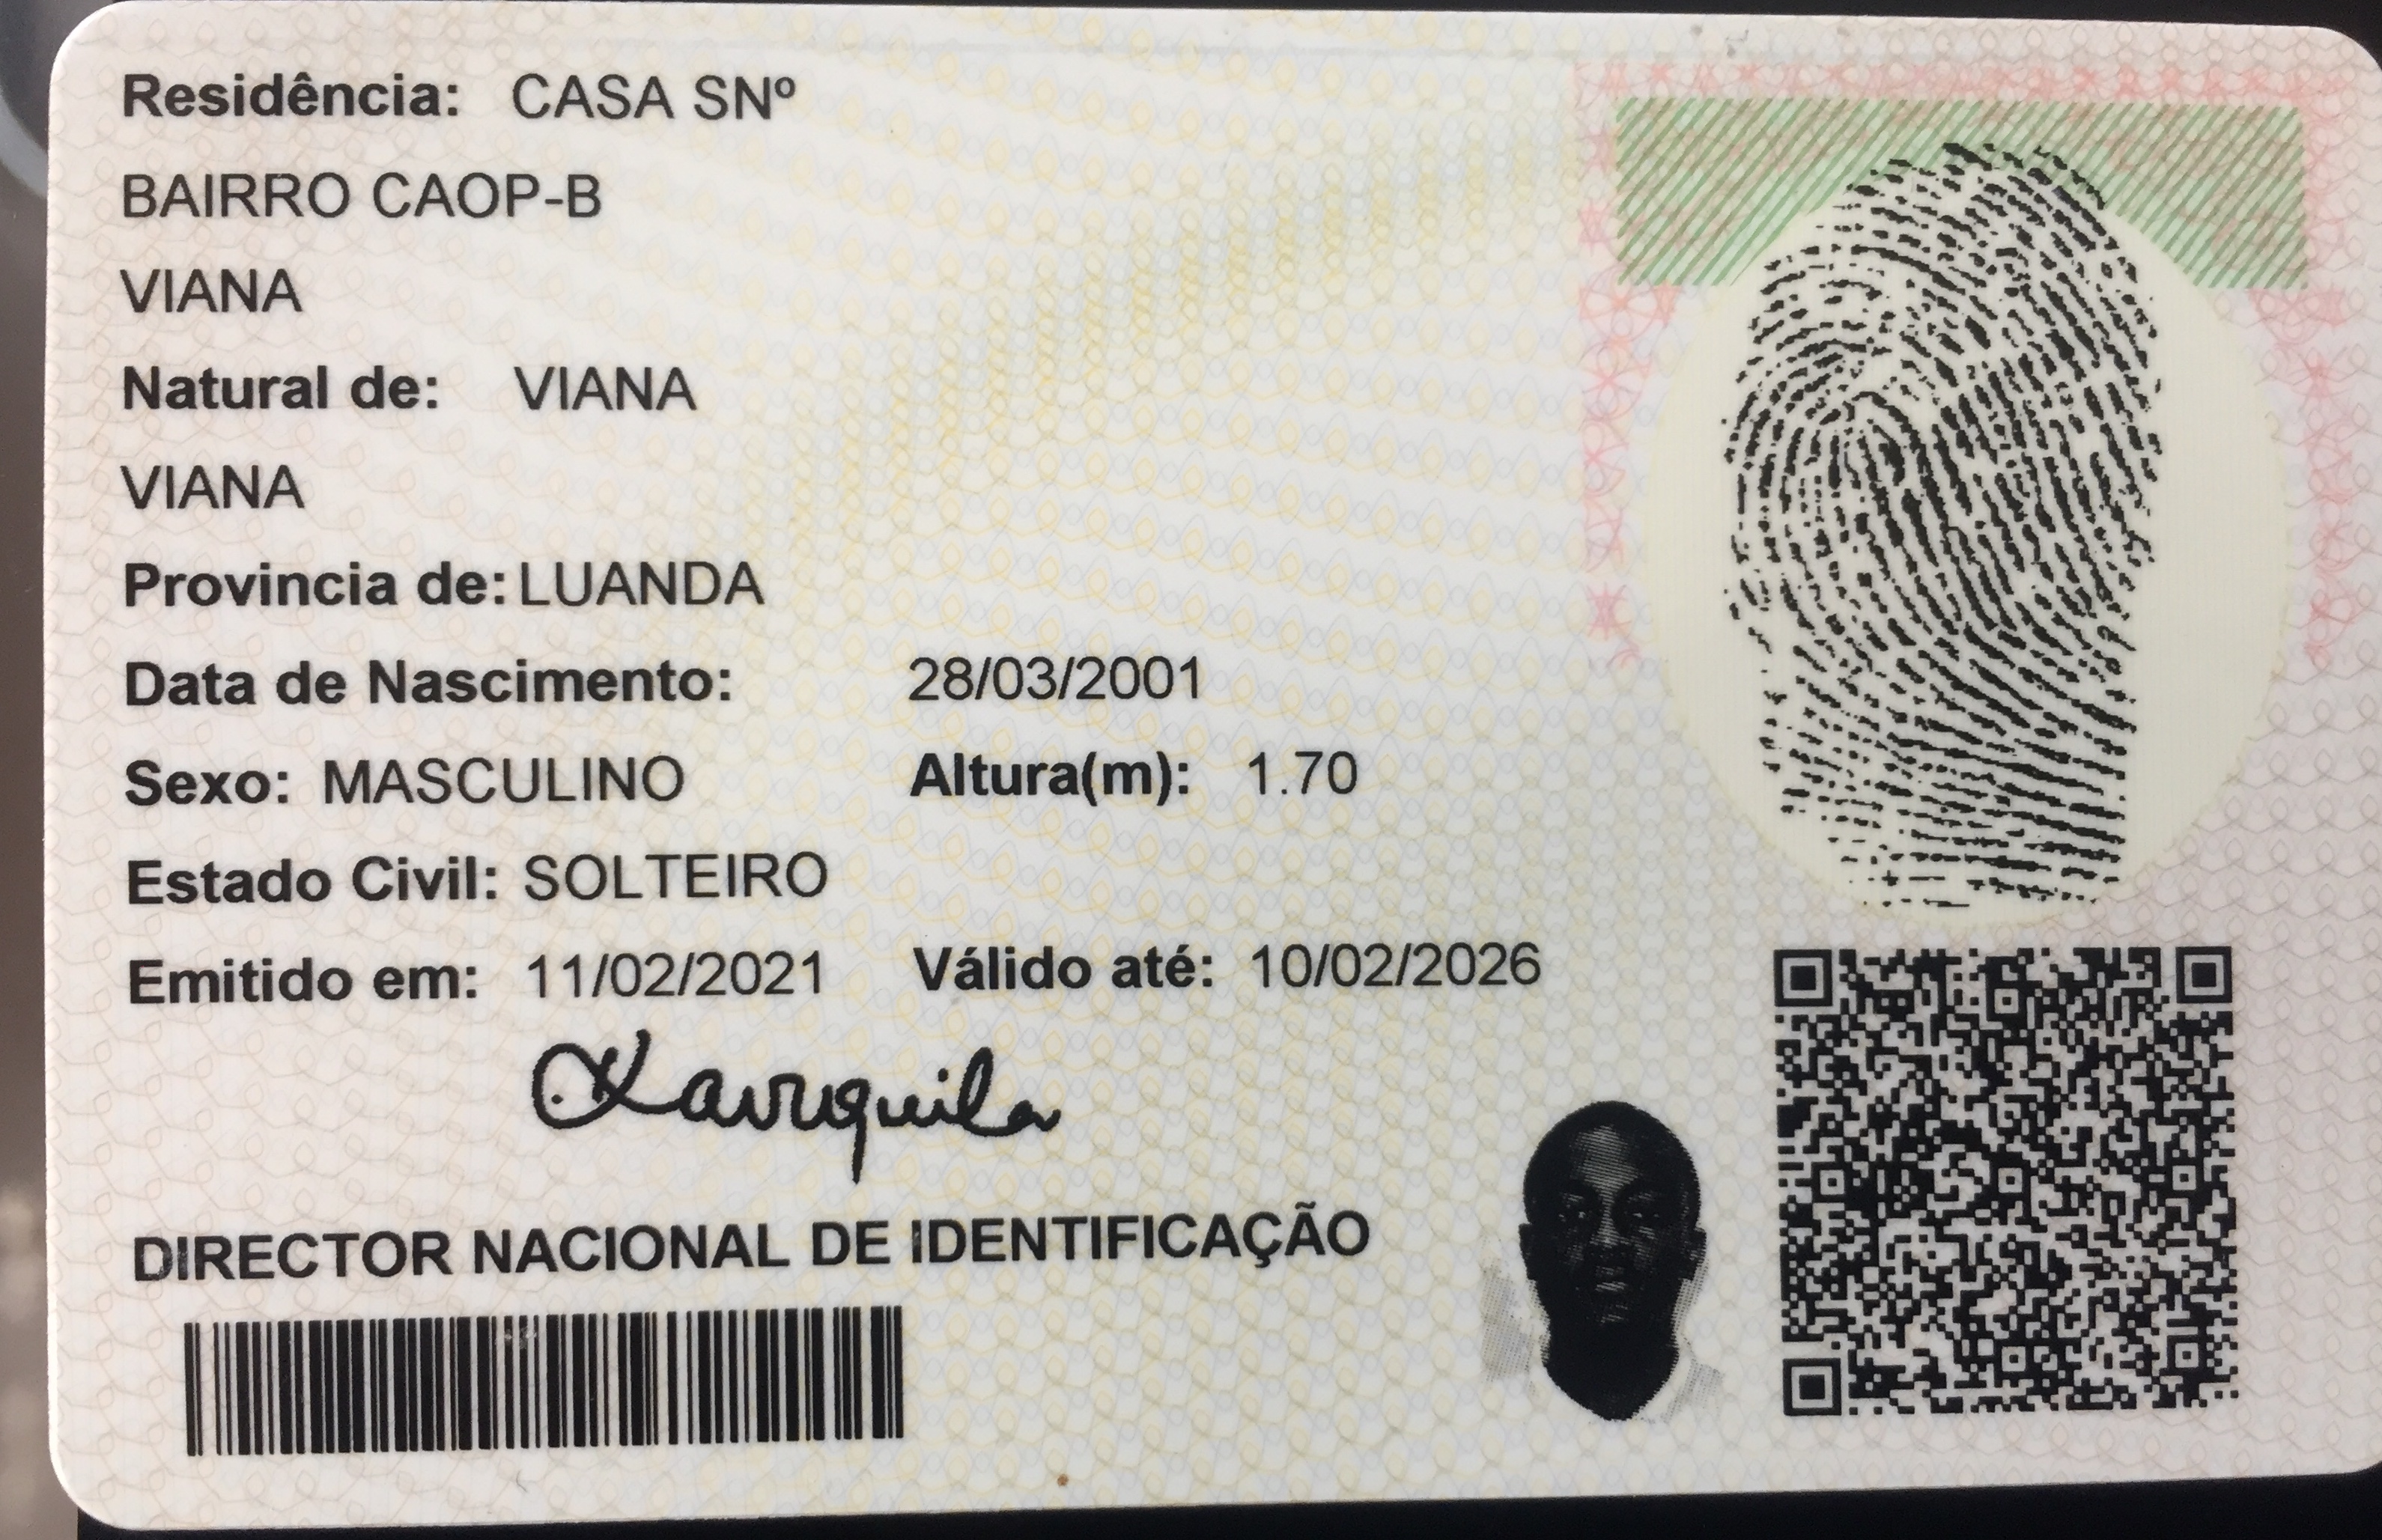 Residência: CASA SNº
BAIRRO CAOP-B
VIANA
Natural de: VIANA
VIANA
Provincia de: LUANDA
Data de Nascimento: 28/03/2001
Sexo: MASCULINO Altura(m): 1.70
Estado Civil: SOLTEIRO
Emitido em: 11/02/2021 Válido até: 10/02/2026
DIRECTOR NACIONAL DE IDENTIFICAÇÃO